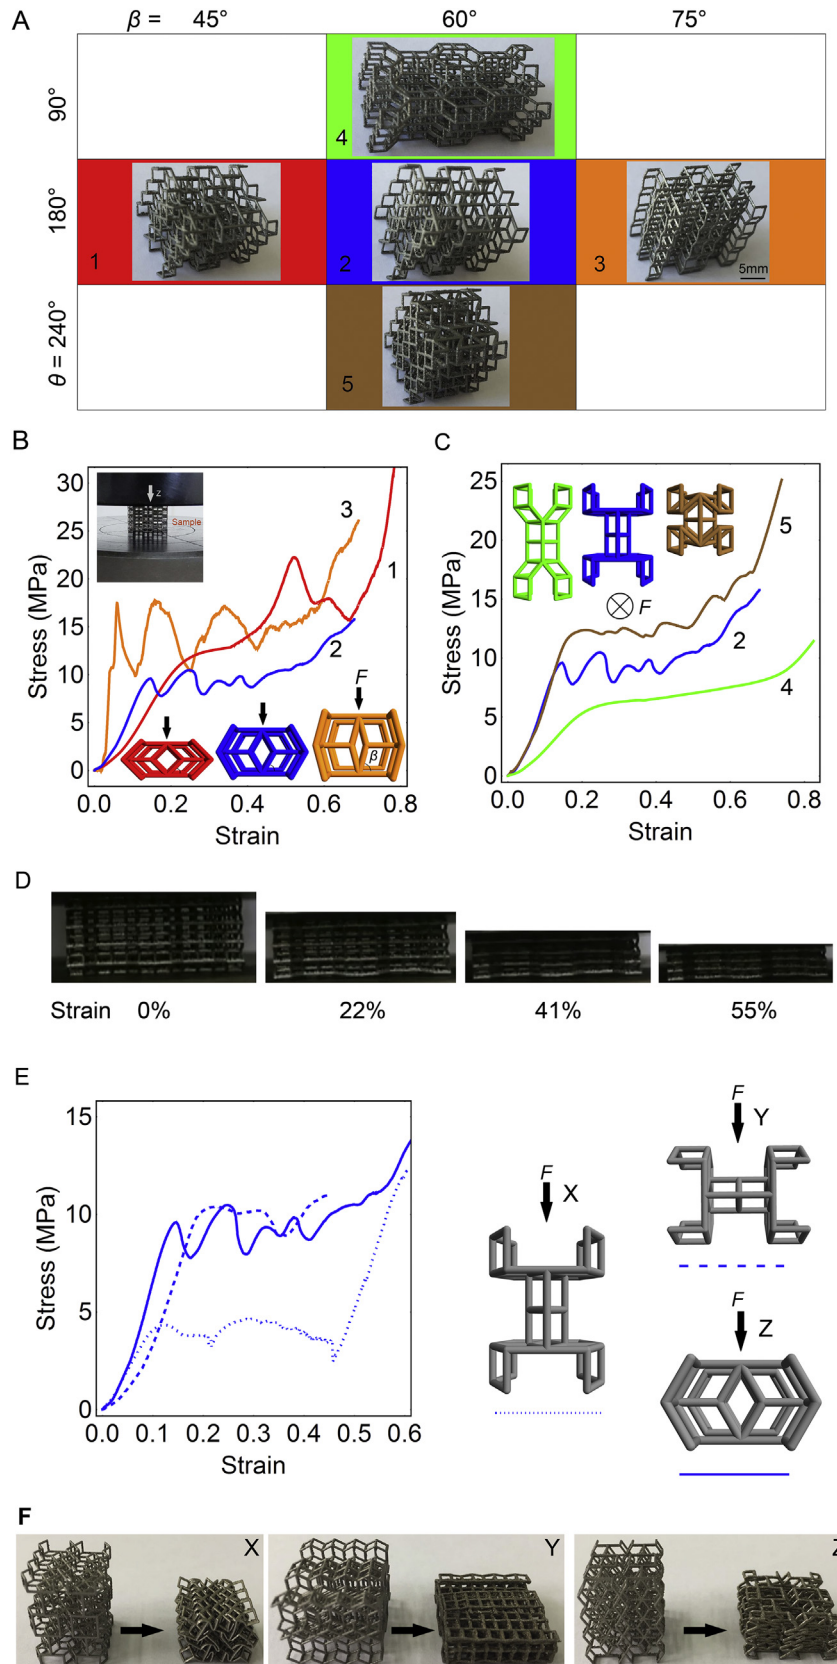 A
β = 45° 60° 75°
90°
4
180°
1
2
3
5mm
θ = 240°
5
B
Stress (MPa)
30
25
20
15
10
5
0
z
Sample
3
1
2
F
β
0.0 0.2 0.4 0.6 0.8
Strain
C
Stress (MPa)
25
20
15
10
5
0
5
F
2
4
0.0 0.2 0.4 0.6 0.8
Strain
D
Strain 0% 22% 41% 55%
E
Stress (MPa)
15
10
5
0
0.0 0.1 0.2 0.3 0.4 0.5 0.6
Strain
F
X
F
Y
F
Z
F
X
Y
Z